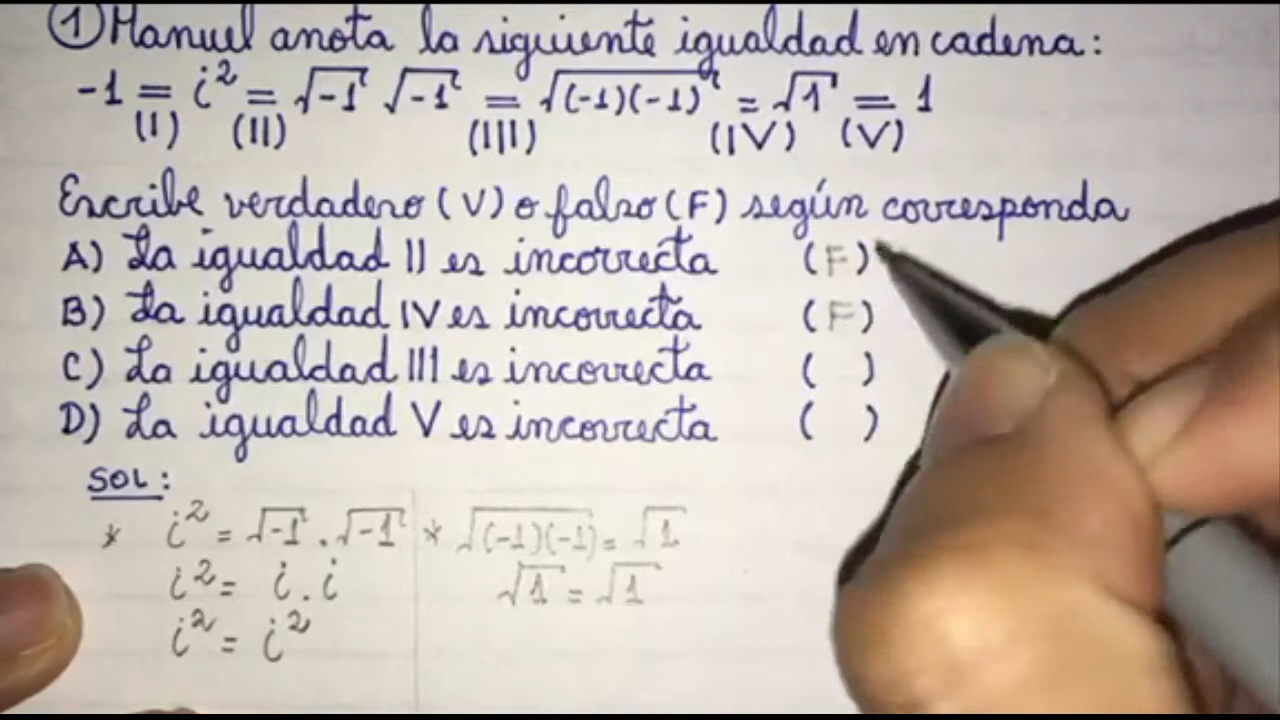 ① Manuel anota la siguiente igualdad en cadena:
-1 = i² = √-1 √-1 = √(-1)(-1) = √1 = 1
(I) (II) (III) (IV) (V)
Escribe verdadero (V) o falso (F) según corresponda
A) La igualdad II es incorrecta (F)
B) La igualdad IV es incorrecta (F)
C) La igualdad III es incorrecta ( )
D) La igualdad V es incorrecta ( )
SOL:
* i² = √-1 . √-1 * √(-1)(-1) = √1
i² = i . i √1 = √1
i² = i²